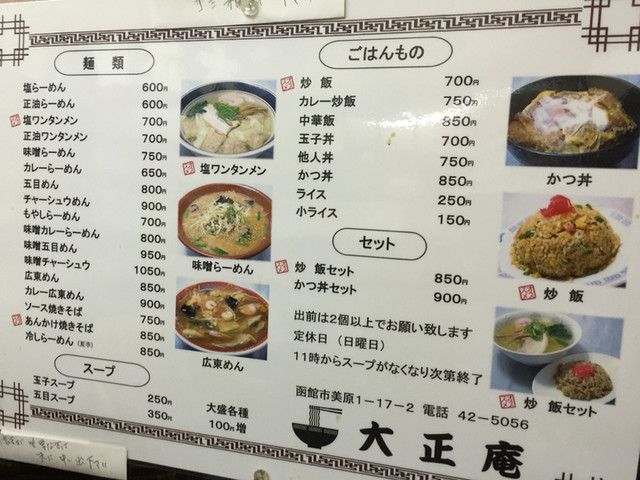 麺類
塩らーめん 600円
正油らーめん 600円
塩ワンタンメン 700円
正油ワンタンメン 700円
味噌らーめん 750円
カレーらーめん 650円
五目めん 800円
チャーシュウめん 900円
もやしらーめん 700円
味噌カレーらーめん 800円
味噌五目めん 950円
味噌チャーシュウ 1050円
広東めん 850円
カレー広東めん 900円
ソース焼きそば 750円
あんかけ焼きそば 850円
冷しらーめん(夏季) 850円
スープ
玉子スープ 250円
五目スープ 350円
大盛各種
100円増
塩ワンタンメン
味噌らーめん
広東めん
ごはんもの
炒飯 700円
カレー炒飯 750円
中華飯 850円
玉子丼 700円
他人丼 750円
かつ丼 850円
ライス 250円
小ライス 150円
セット
炒飯セット 850円
かつ丼セット 900円
出前は2個以上でお願い致します
定休日（日曜日）
11時からスープがなくなり次第終了
函館市美原1-17-2 電話 42-5056
大正庵
かつ丼
炒飯
炒飯セット